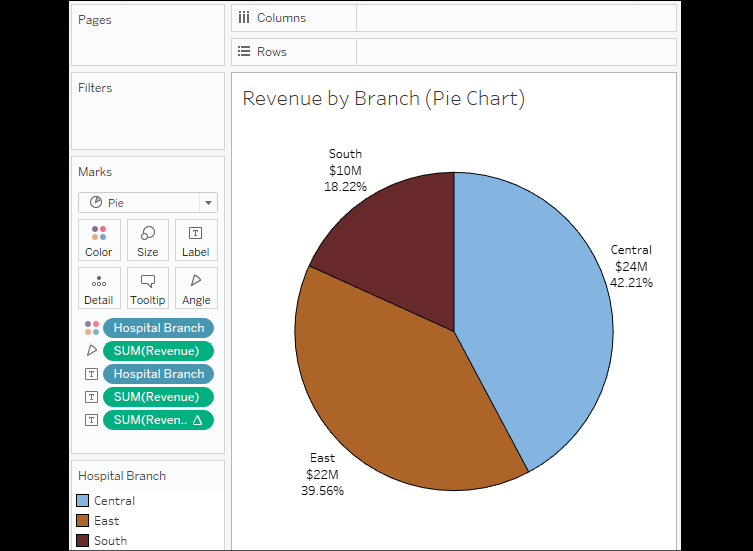 Pages
Columns
Rows
Filters
Marks
Pie
Color
Size
Label
Detail
Tooltip
Angle
Hospital Branch
SUM(Revenue)
Hospital Branch
SUM(Revenue)
SUM(Reven..
Hospital Branch
Central
East
South
Revenue by Branch (Pie Chart)
South
$10M
18.22%
Central
$24M
42.21%
East
$22M
39.56%